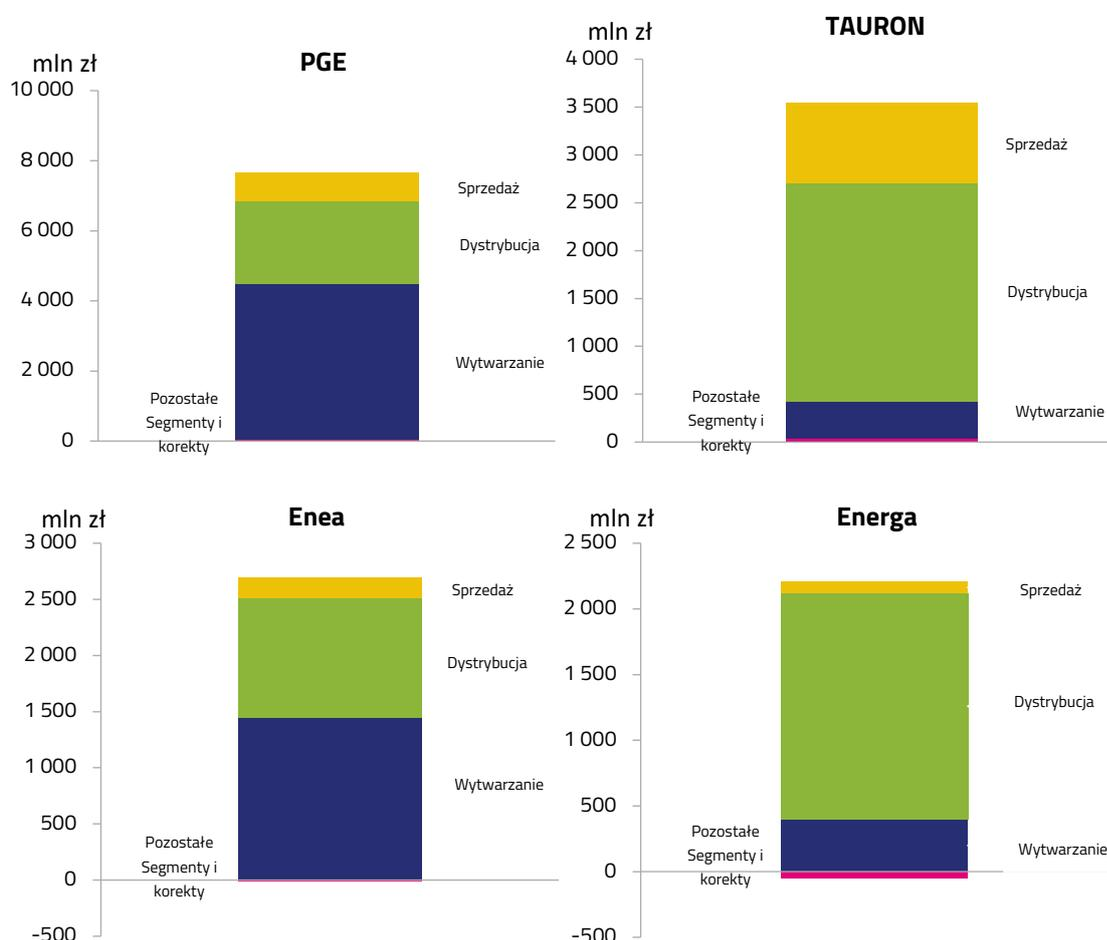 PGE
mln zł
10 000
8 000
6 000
4 000
2 000
0
Sprzedaż
Dystrybucja
Wytwarzanie
Pozostałe
Segmenty i
korekty
TAURON
mln zł
4 000
3 500
3 000
2 500
2 000
1 500
1 000
500
0
Sprzedaż
Dystrybucja
Wytwarzanie
Pozostałe
Segmenty i
korekty
Enea
mln zł
3 000
2 500
2 000
1 500
1 000
500
0
-500
Sprzedaż
Dystrybucja
Wytwarzanie
Pozostałe
Segmenty i
korekty
Energa
mln zł
2 500
2 000
1 500
1 000
500
0
-500
Sprzedaż
Dystrybucja
Wytwarzanie
Pozostałe
Segmenty i
korekty